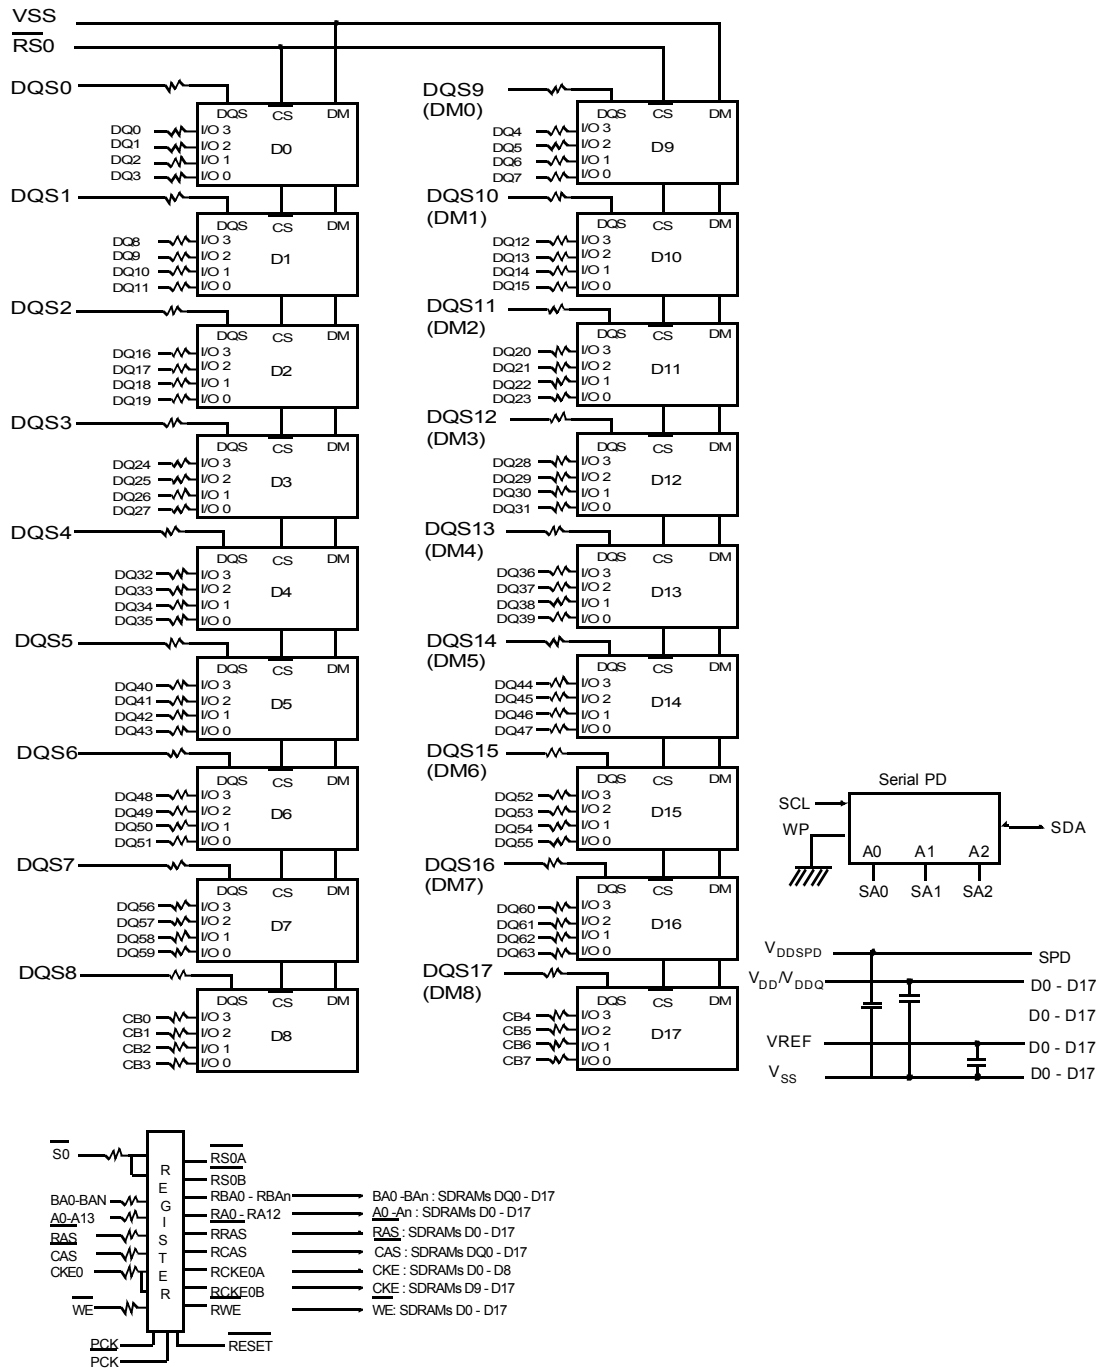 VSS
RS0
DQS0
DQS CS DM
DQ0 I/O 3
DQ1 I/O 2
DQ2 I/O 1
DQ3 I/O 0
D0
DQS9
(DM0)
DQS CS DM
DQ4 I/O 3
DQ5 I/O 2
DQ6 I/O 1
DQ7 I/O 0
D9
DQS1
DQS CS DM
DQ8 I/O 3
DQ9 I/O 2
DQ10 I/O 1
DQ11 I/O 0
D1
DQS10
(DM1)
DQS CS DM
DQ12 I/O 3
DQ13 I/O 2
DQ14 I/O 1
DQ15 I/O 0
D10
DQS2
DQS CS DM
DQ16 I/O 3
DQ17 I/O 2
DQ18 I/O 1
DQ19 I/O 0
D2
DQS11
(DM2)
DQS CS DM
DQ20 I/O 3
DQ21 I/O 2
DQ22 I/O 1
DQ23 I/O 0
D11
DQS3
DQS CS DM
DQ24 I/O 3
DQ25 I/O 2
DQ26 I/O 1
DQ27 I/O 0
D3
DQS12
(DM3)
DQS CS DM
DQ28 I/O 3
DQ29 I/O 2
DQ30 I/O 1
DQ31 I/O 0
D12
DQS4
DQS CS DM
DQ32 I/O 3
DQ33 I/O 2
DQ34 I/O 1
DQ35 I/O 0
D4
DQS13
(DM4)
DQS CS DM
DQ36 I/O 3
DQ37 I/O 2
DQ38 I/O 1
DQ39 I/O 0
D13
DQS5
DQS CS DM
DQ40 I/O 3
DQ41 I/O 2
DQ42 I/O 1
DQ43 I/O 0
D5
DQS14
(DM5)
DQS CS DM
DQ44 I/O 3
DQ45 I/O 2
DQ46 I/O 1
DQ47 I/O 0
D14
DQS6
DQS CS DM
DQ48 I/O 3
DQ49 I/O 2
DQ50 I/O 1
DQ51 I/O 0
D6
DQS15
(DM6)
DQS CS DM
DQ52 I/O 3
DQ53 I/O 2
DQ54 I/O 1
DQ55 I/O 0
D15
DQS7
DQS CS DM
DQ56 I/O 3
DQ57 I/O 2
DQ58 I/O 1
DQ59 I/O 0
D7
DQS16
(DM7)
DQS CS DM
DQ60 I/O 3
DQ61 I/O 2
DQ62 I/O 1
DQ63 I/O 0
D16
DQS8
DQS CS DM
CB0 I/O 3
CB1 I/O 2
CB2 I/O 1
CB3 I/O 0
D8
DQS17
(DM8)
DQS CS DM
CB4 I/O 3
CB5 I/O 2
CB6 I/O 1
CB7 I/O 0
D17
Serial PD
SCL
WP
SDA
A0 A1 A2
SA0 SA1 SA2
VDDSPD SPD
VDD/VDDQ D0 - D17
D0 - D17
VREF D0 - D17
VSS D0 - D17
REGISTER
S0 RS0A
RS0B
BA0-BAN RBA0 - RBAn BA0 -BAn : SDRAMs DQ0 - D17
A0-A13 RA0 - RA12 A0 -An : SDRAMs D0 - D17
RAS RRAS RAS : SDRAMs D0 - D17
CAS RCAS CAS : SDRAMs DQ0 - D17
CKE0 RCKE0A CKE : SDRAMs D0 - D8
RCKE0B CKE : SDRAMs D9 - D17
WE RWE WE: SDRAMs D0 - D17
PCK RESET
PCK